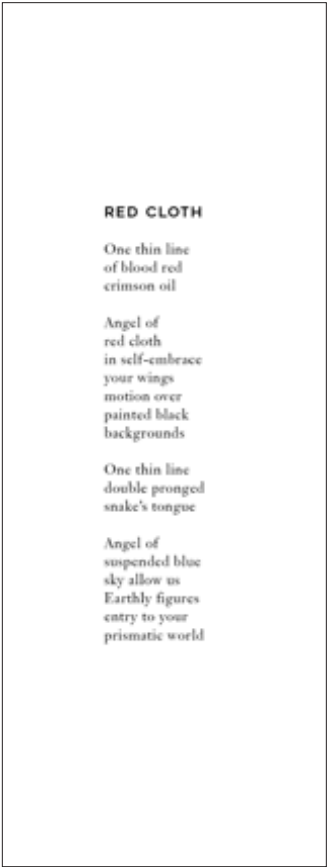 RED CLOTH
One thin line
of blood red
crimson oil
Angel of
red cloth
in self-embrace
your wings
motion over
painted black
backgrounds
One thin line
double pronged
snake's tongue
Angel of
suspended blue
sky allow us
Earthly figures
entry to your
prismatic world